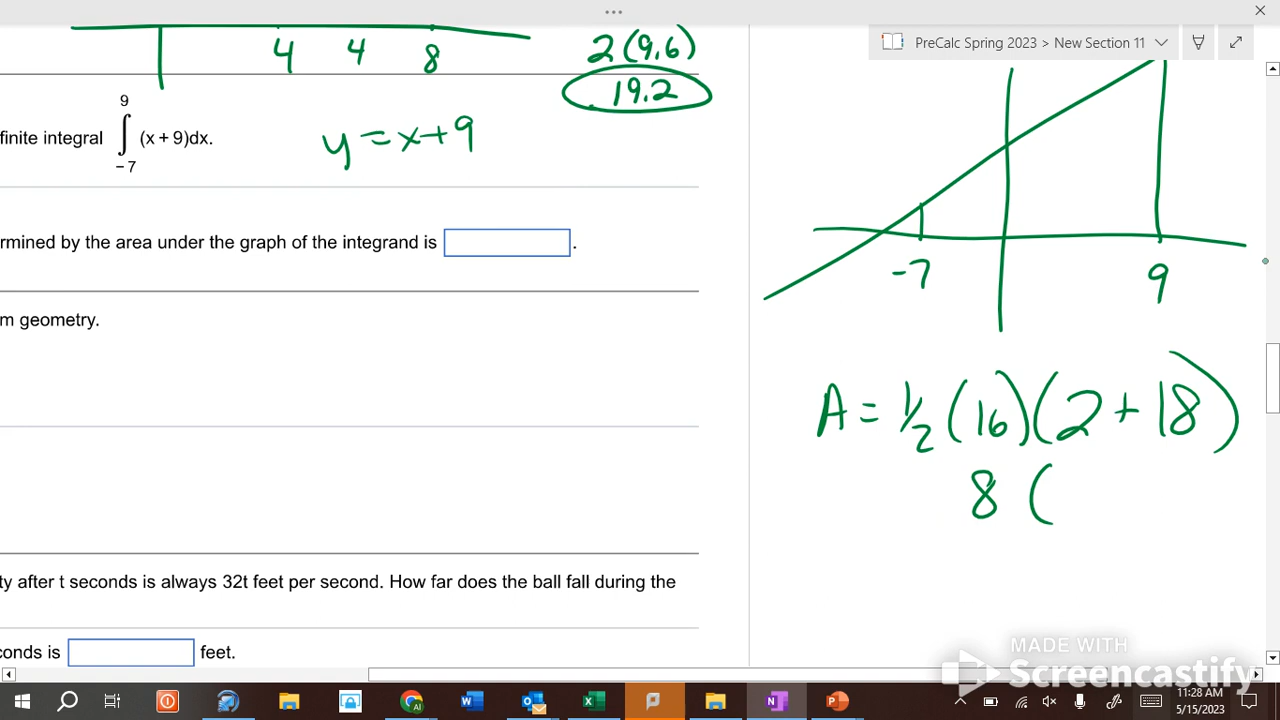 PreCalc Spring 2023 > New Section 11
4 4 8
2(9.6)
19.2
finite integral ∫ 9 −7 (x + 9)dx.
y = x+9
rmined by the area under the graph of the integrand is .
m geometry.
-7 9
A = 1/2 (16)(2 + 18)
8 (
ty after t seconds is always 32t feet per second. How far does the ball fall during the
conds is feet.
MADE WITH
Screencastify
11:28 AM
5/15/2023